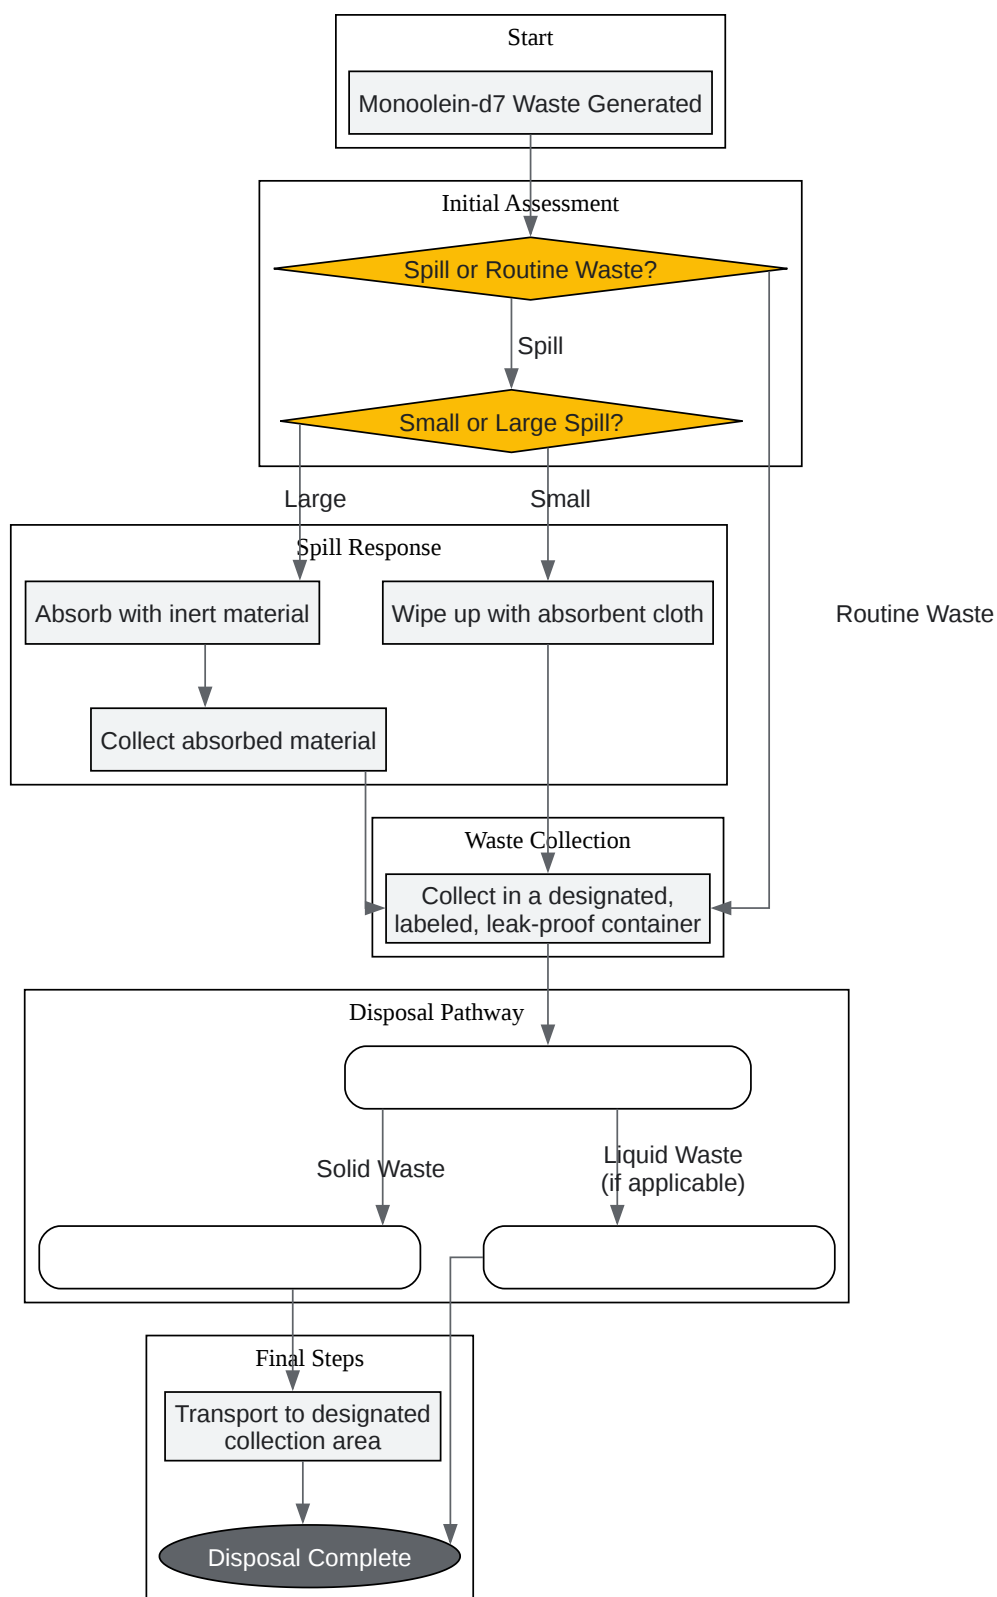 Start
Monoolein-d7 Waste Generated
Initial Assessment
Spill or Routine Waste?
Spill
Small or Large Spill?
Large
Small
Spill Response
Absorb with inert material
Wipe up with absorbent cloth
Routine Waste
Collect absorbed material
Waste Collection
Collect in a designated,
labeled, leak-proof container
Disposal Pathway
Solid Waste
Liquid Waste
(if applicable)
Final Steps
Transport to designated
collection area
Disposal Complete